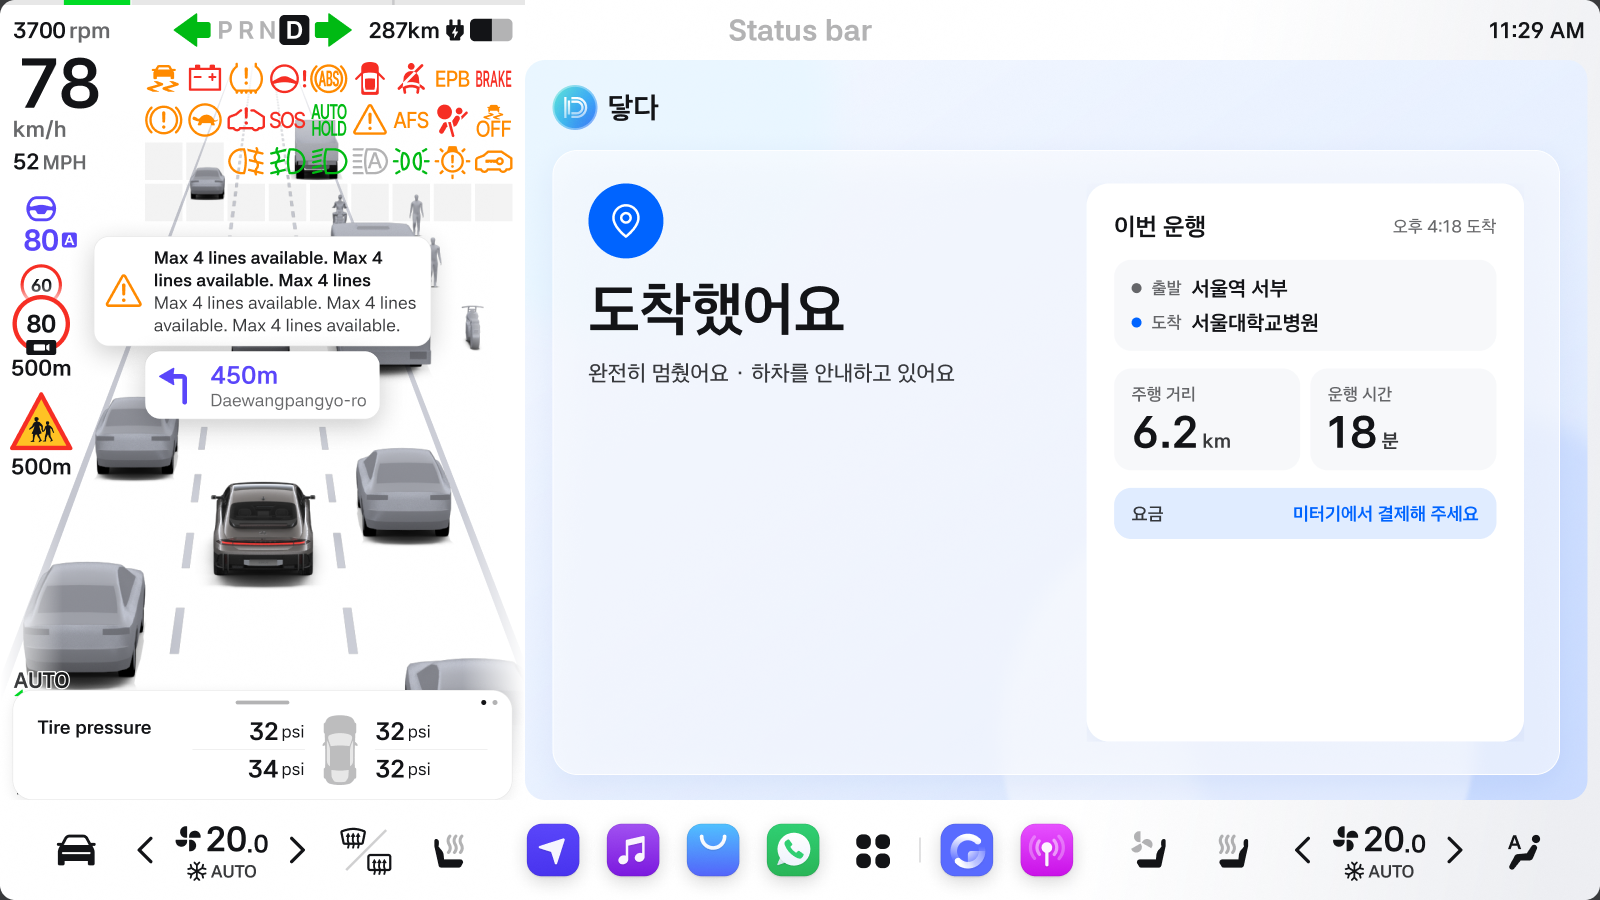 3700 rpm
P R N D
287km
Status bar
11:29 AM
78
km/h
52 MPH
ABS
EPB
BRAKE
SOS
AUTO HOLD
AFS
OFF
A
80 A
60
80
500m
500m
Max 4 lines available. Max 4
lines available. Max 4 lines
Max 4 lines available. Max 4 lines
available. Max 4 lines available.
450m
Daewangpangyo-ro
AUTO
Tire pressure
32 psi
32 psi
34 psi
32 psi
닿다
도착했어요
완전히 멈췄어요 · 하차를 안내하고 있어요
이번 운행
오후 4:18 도착
출발 서울역 서부
도착 서울대학교병원
주행 거리
6.2 km
운행 시간
18 분
요금
미터기에서 결제해 주세요
20.0
AUTO
20.0
AUTO
A